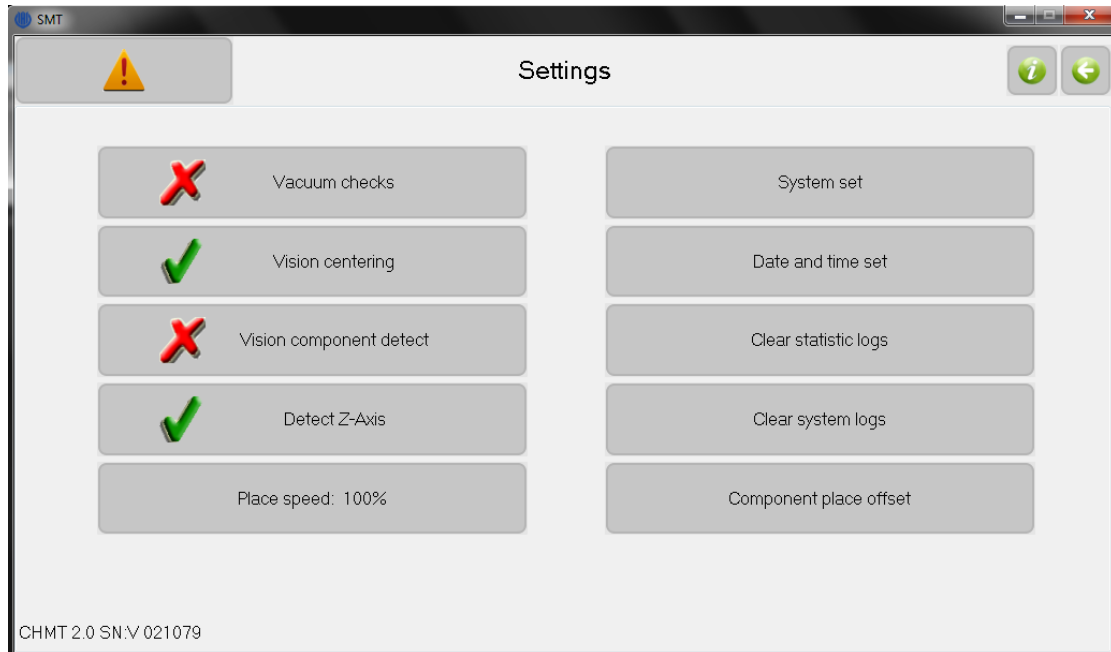 SMT
Settings
Vacuum checks
System set
Vision centering
Date and time set
Vision component detect
Clear statistic logs
Detect Z-Axis
Clear system logs
Place speed: 100%
Component place offset
CHMT 2.0 SN:V 021079